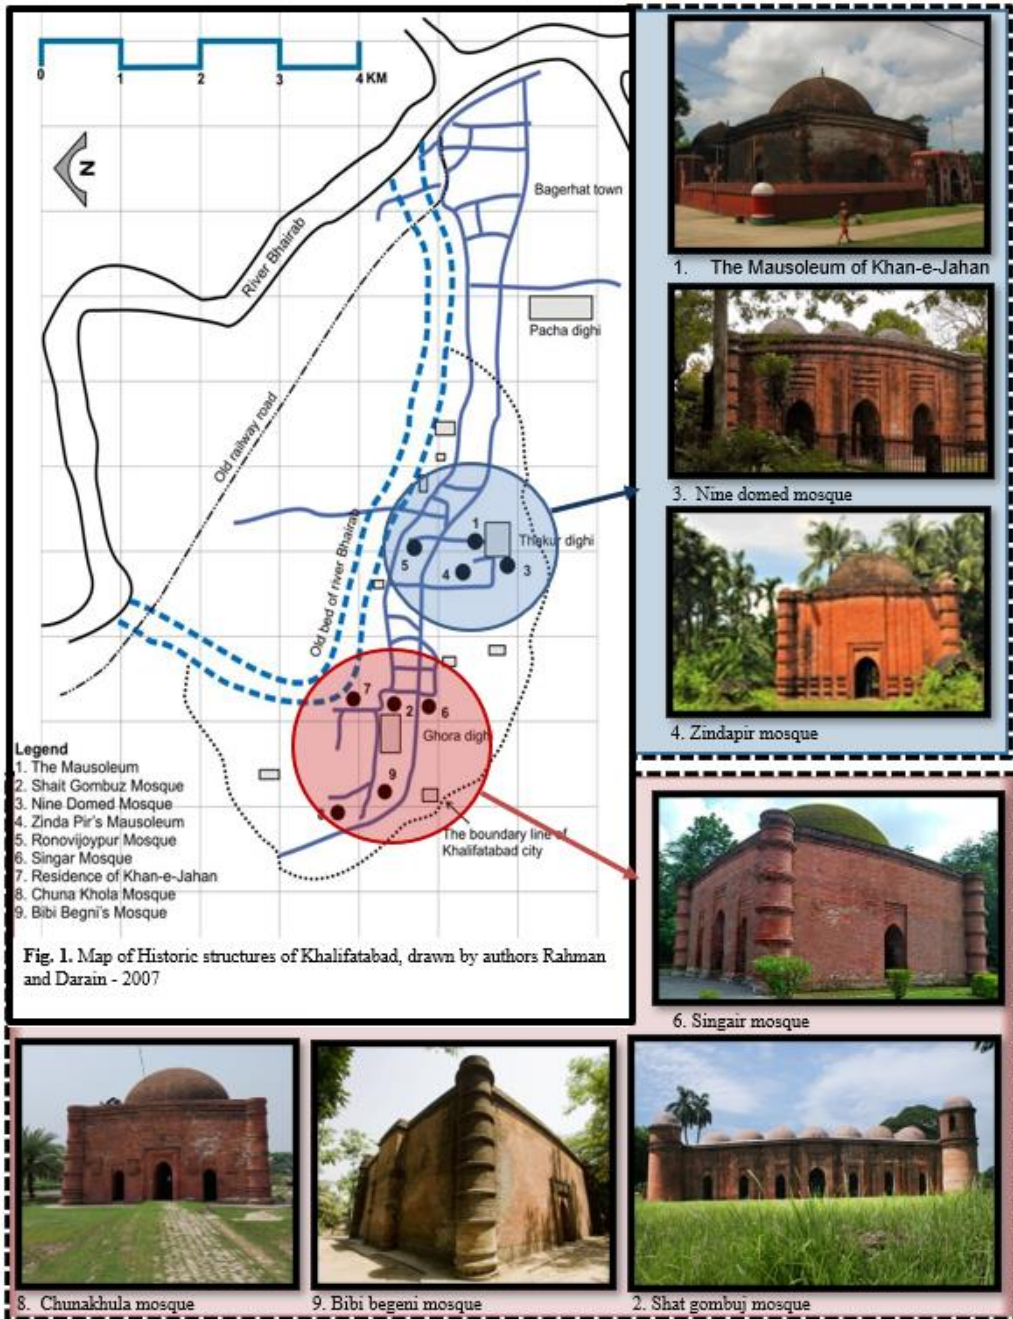 0 1 2 3 4 KM
N
Bagerhat town
River Bhairab
Pacha dighi
Old railway road
1
Thakur dighi
5
4
3
Old bed of river Bhairab
7
2
6
Ghora digh
9
8
The boundary line of
Khalifatabad city
Legend
1. The Mausoleum
2. Shait Gombuz Mosque
3. Nine Domed Mosque
4. Zinda Pir's Mausoleum
5. Ronovijoypur Mosque
6. Singar Mosque
7. Residence of Khan-e-Jahan
8. Chuna Khola Mosque
9. Bibi Begni's Mosque
Fig. 1. Map of Historic structures of Khalifatabad, drawn by authors Rahman
and Darain - 2007
1. The Mausoleum of Khan-e-Jahan
3. Nine domed mosque
4. Zindapir mosque
6. Singair mosque
8. Chunakhula mosque
9. Bibi begeni mosque
2. Shat gombuj mosque